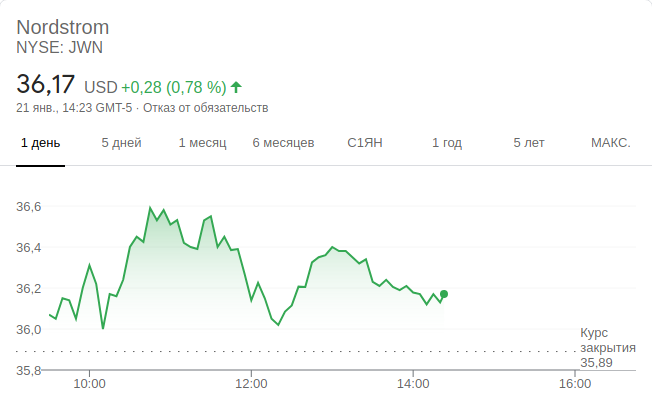 Nordstrom
NYSE: JWN
36,17 USD +0,28 (0,78 %)
21 янв., 14:23 GMT-5 · Отказ от обязательств
1 день 5 дней 1 месяц 6 месяцев С1ЯН 1 год 5 лет МАКС.
36,6
36,4
36,2
36,0
35,8
Курс
закрытия
35,89
10:00 12:00 14:00 16:00